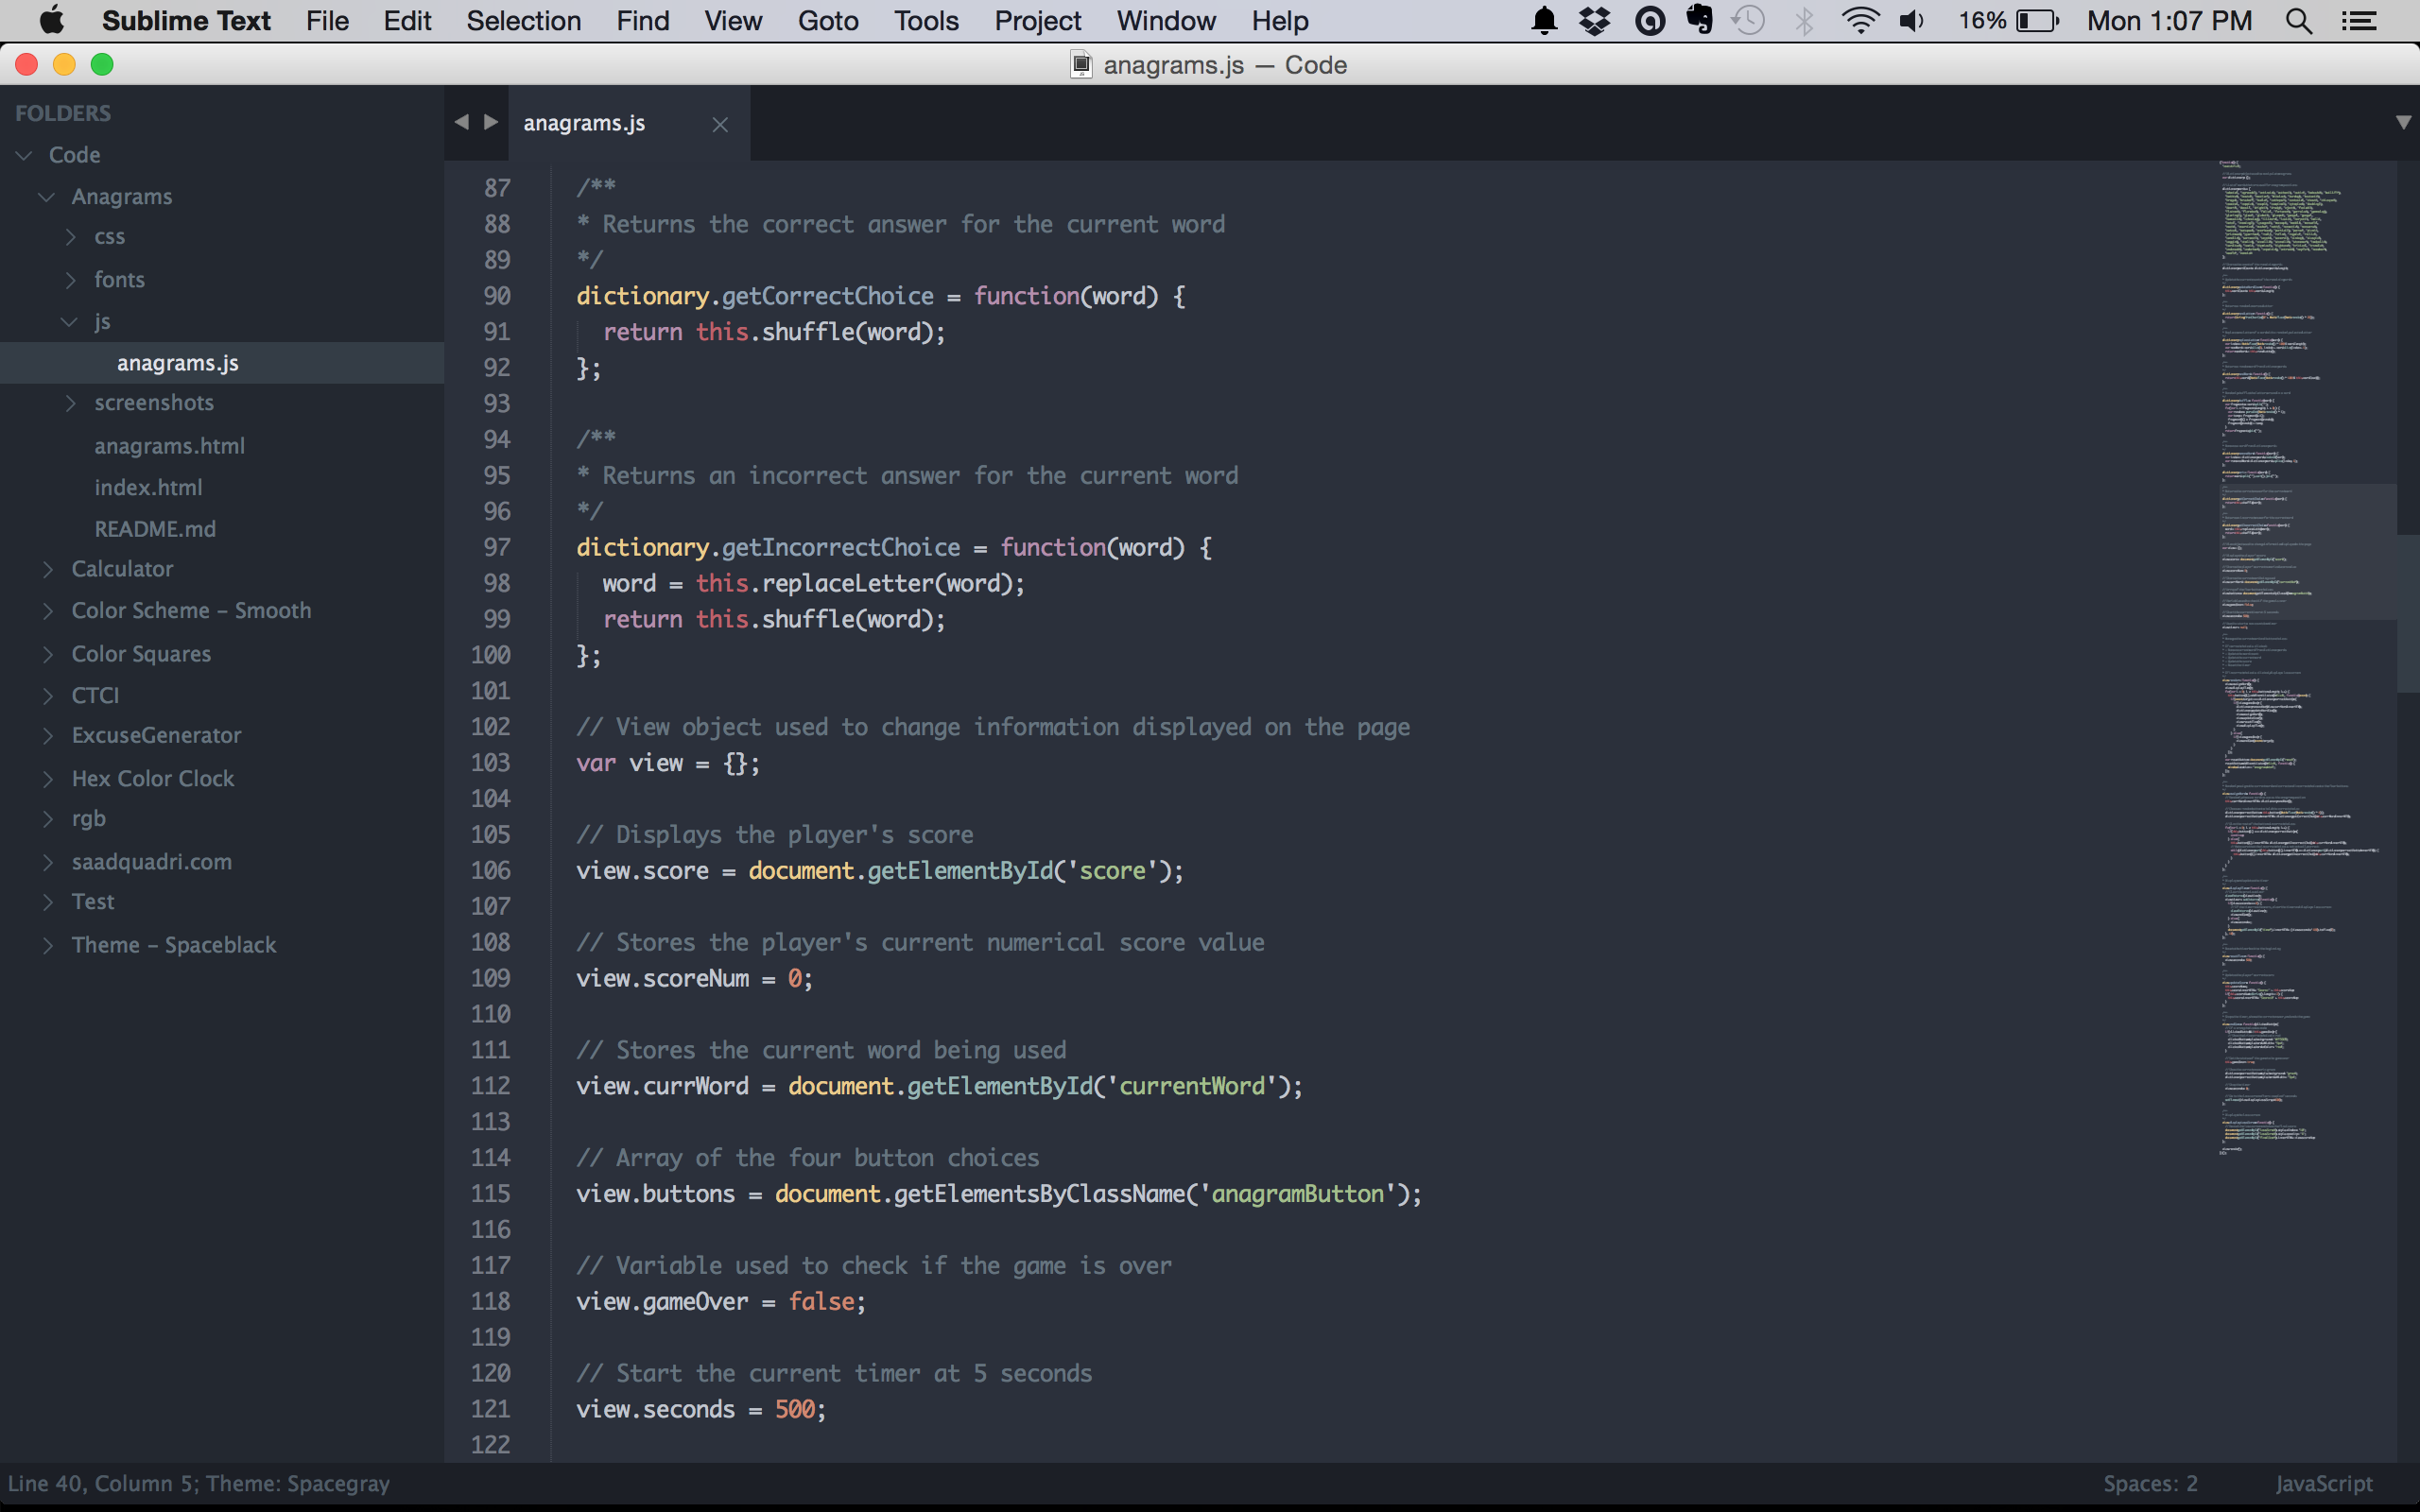 Sublime Text File Edit Selection Find View Goto Tools Project Window Help 16% Mon 1:07 PM
anagrams.js — Code
FOLDERS
Code
Anagrams
css
fonts
js
anagrams.js
screenshots
anagrams.html
index.html
README.md
Calculator
Color Scheme – Smooth
Color Squares
CTCI
ExcuseGenerator
Hex Color Clock
rgb
saadquadri.com
Test
Theme – Spaceblack
anagrams.js
87 /**
88 * Returns the correct answer for the current word
89 */
90 dictionary.getCorrectChoice = function(word) {
91 return this.shuffle(word);
92 };
93
94 /**
95 * Returns an incorrect answer for the current word
96 */
97 dictionary.getIncorrectChoice = function(word) {
98 word = this.replaceLetter(word);
99 return this.shuffle(word);
100 };
101
102 // View object used to change information displayed on the page
103 var view = {};
104
105 // Displays the player's score
106 view.score = document.getElementById('score');
107
108 // Stores the player's current numerical score value
109 view.scoreNum = 0;
110
111 // Stores the current word being used
112 view.currWord = document.getElementById('currentWord');
113
114 // Array of the four button choices
115 view.buttons = document.getElementsByClassName('anagramButton');
116
117 // Variable used to check if the game is over
118 view.gameOver = false;
119
120 // Start the current timer at 5 seconds
121 view.seconds = 500;
122
Line 40, Column 5; Theme: Spacegray
Spaces: 2 JavaScript